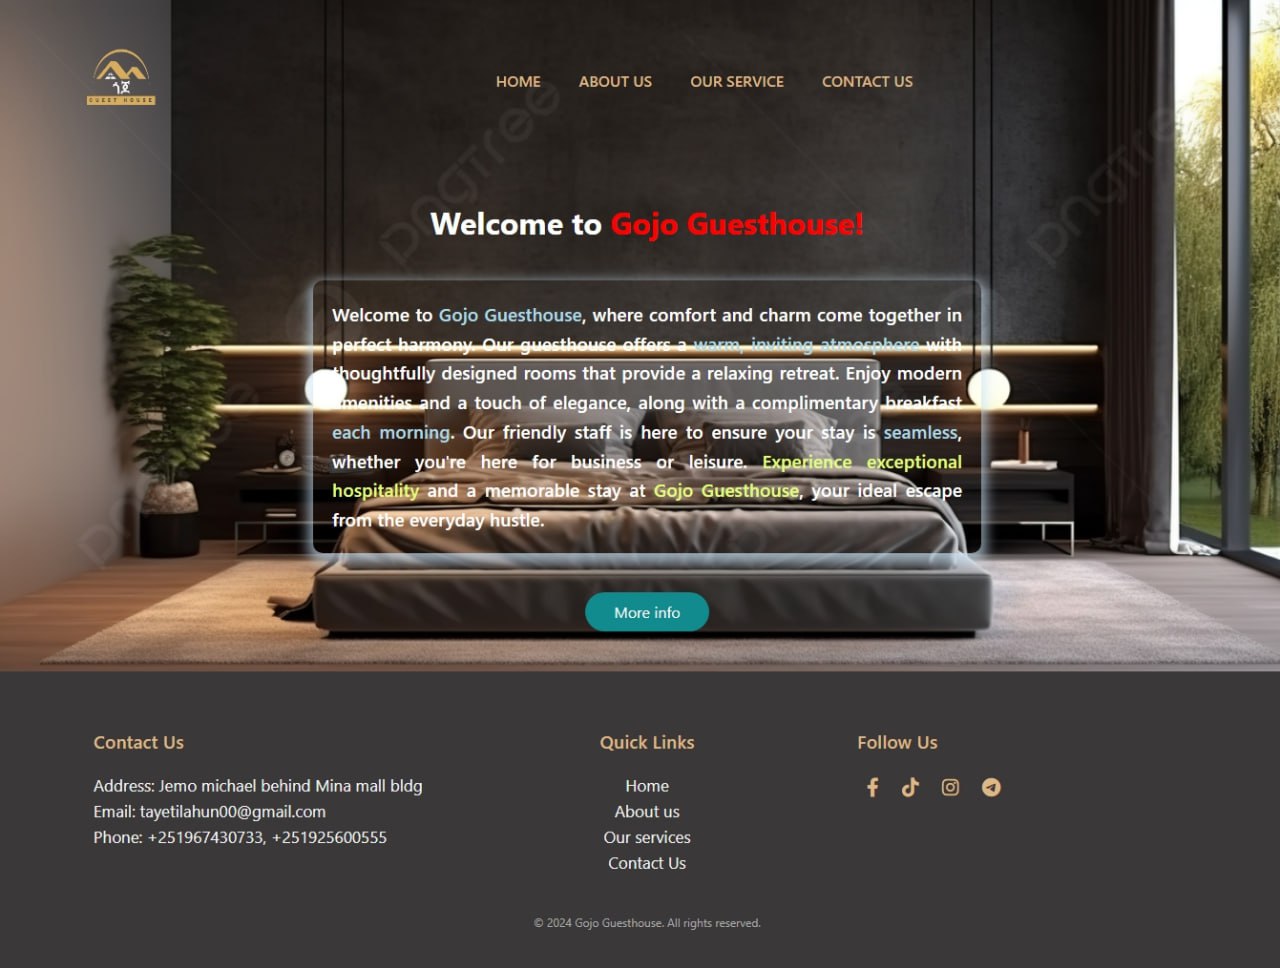 GUEST HOUSE
HOME ABOUT US OUR SERVICE CONTACT US
pngtree
pngtree
Welcome to Gojo Guesthouse!
Welcome to Gojo Guesthouse, where comfort and charm come together in
perfect harmony. Our guesthouse offers a warm, inviting atmosphere with
thoughtfully designed rooms that provide a relaxing retreat. Enjoy modern
amenities and a touch of elegance, along with a complimentary breakfast
each morning. Our friendly staff is here to ensure your stay is seamless,
whether you're here for business or leisure. Experience exceptional
hospitality and a memorable stay at Gojo Guesthouse, your ideal escape
from the everyday hustle.
More info
Contact Us
Address: Jemo michael behind Mina mall bldg
Email: tayetilahun00@gmail.com
Phone: +251967430733, +251925600555
Quick Links
Home
About us
Our services
Contact Us
Follow Us
© 2024 Gojo Guesthouse. All rights reserved.